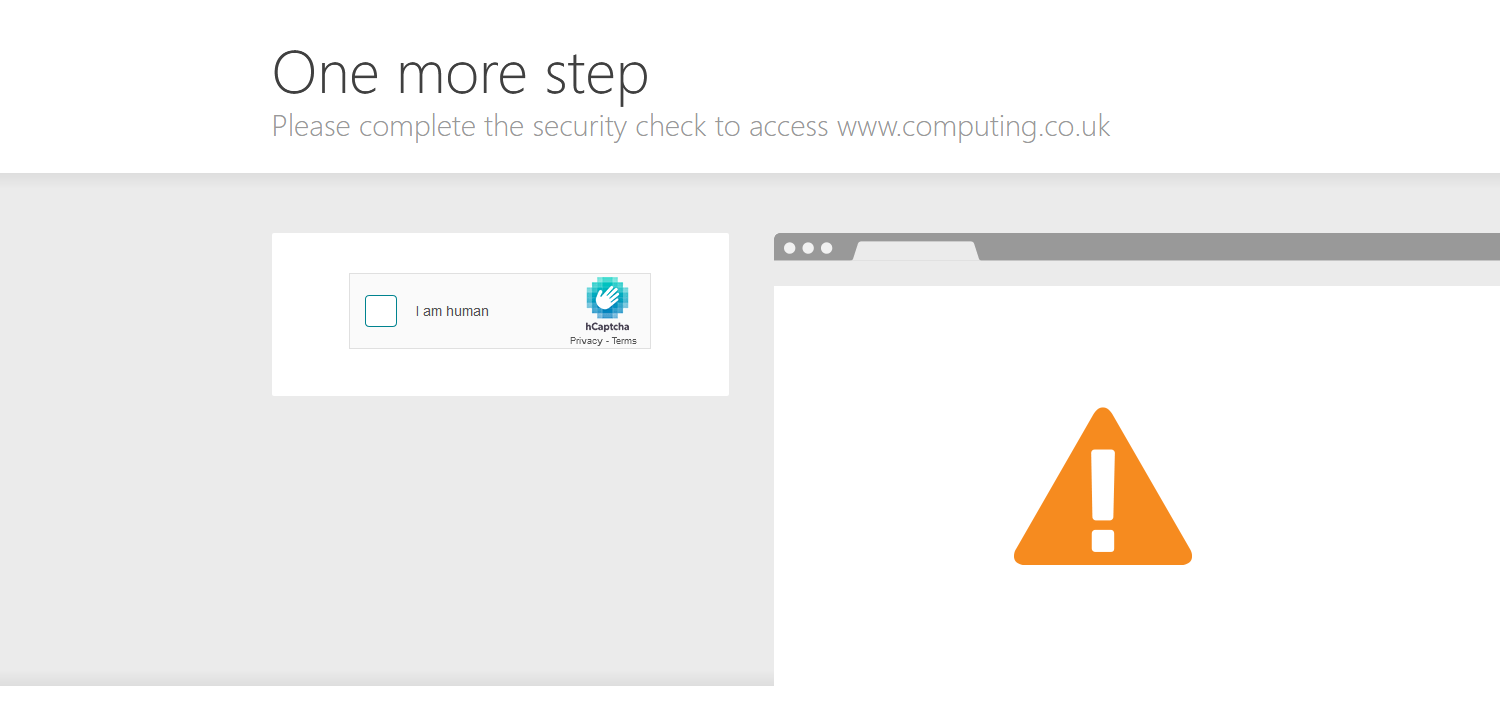 One more step
Please complete the security check to access www.computing.co.uk
I am human
hCaptcha
Privacy - Terms